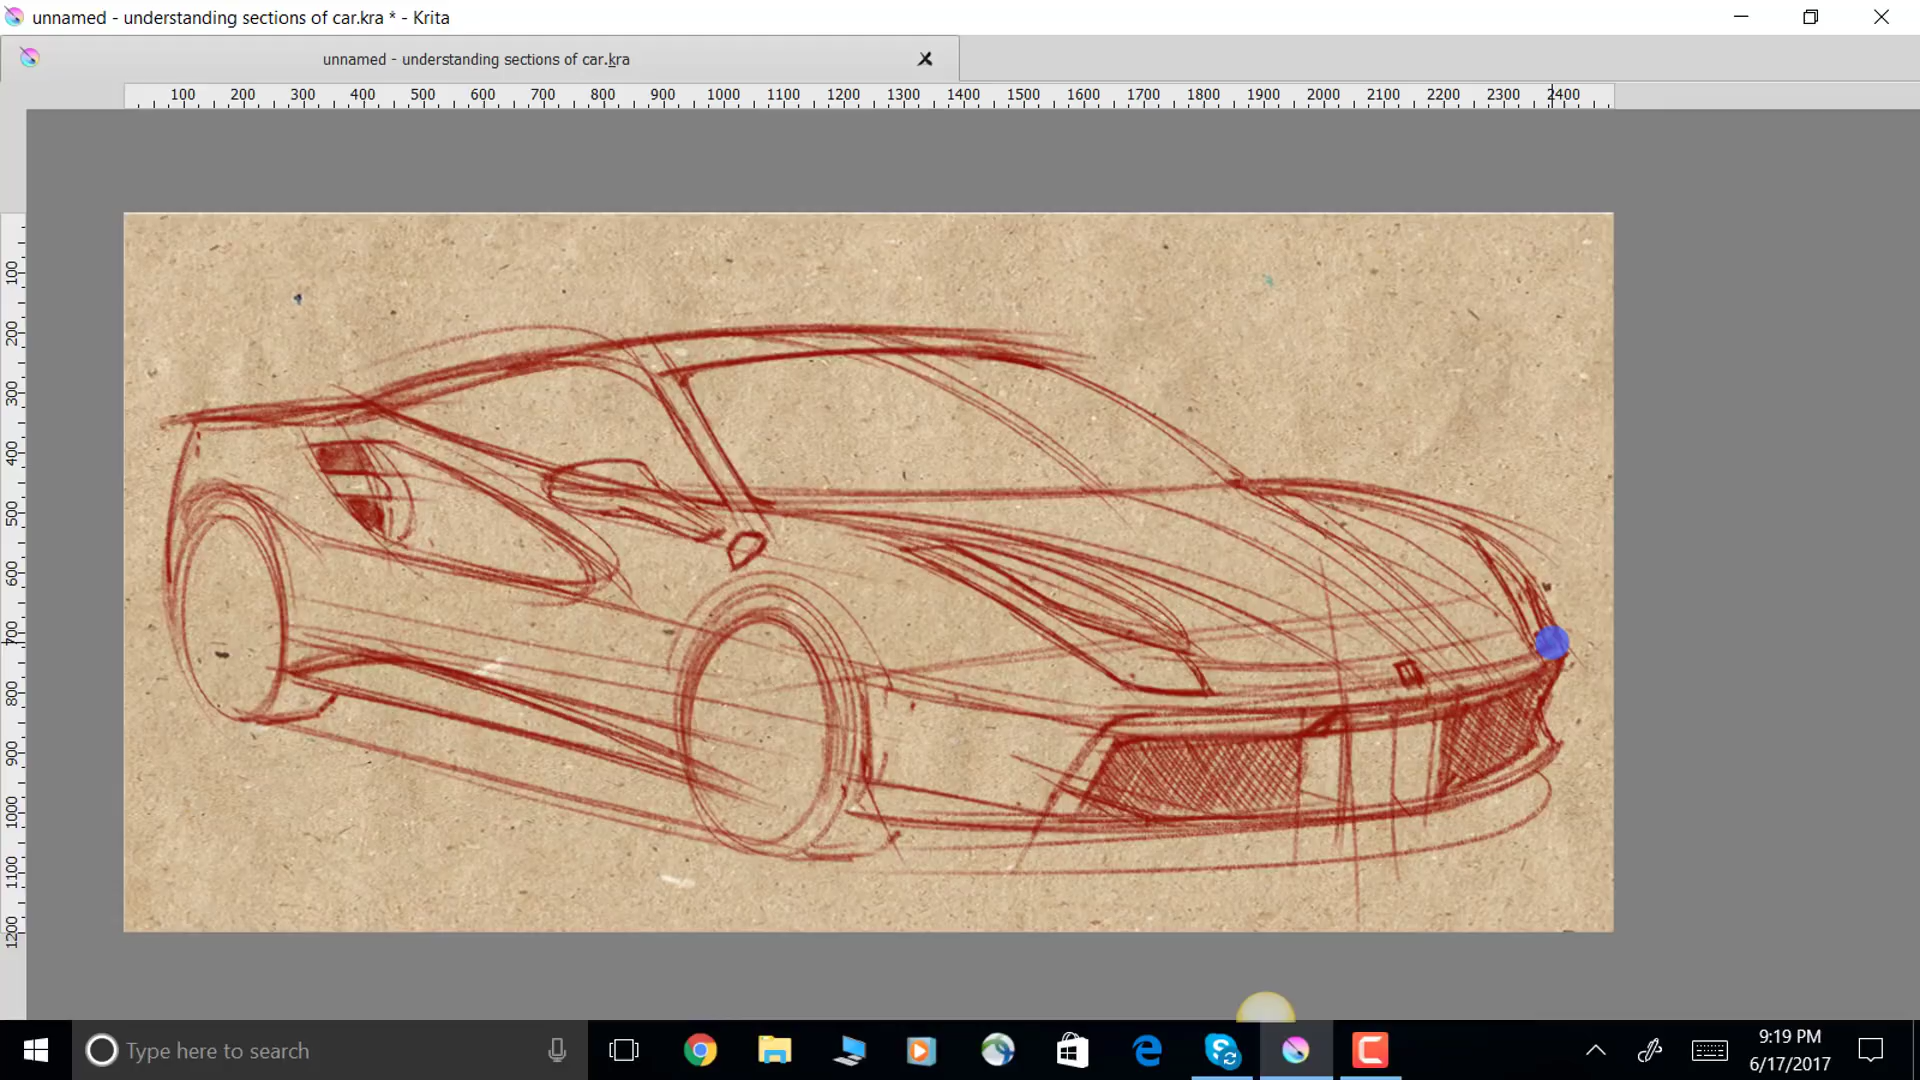 unnamed - understanding sections of car.kra * - Krita
unnamed - understanding sections of car.kra
100 200 300 400 500 600 700 800 900 1000 1100 1200 1300 1400 1500 1600 1700 1800 1900 2000 2100 2200 2300 2400
100
200
300
400
500
600
700
800
900
1000
1100
1200
Type here to search
9:19 PM
6/17/2017